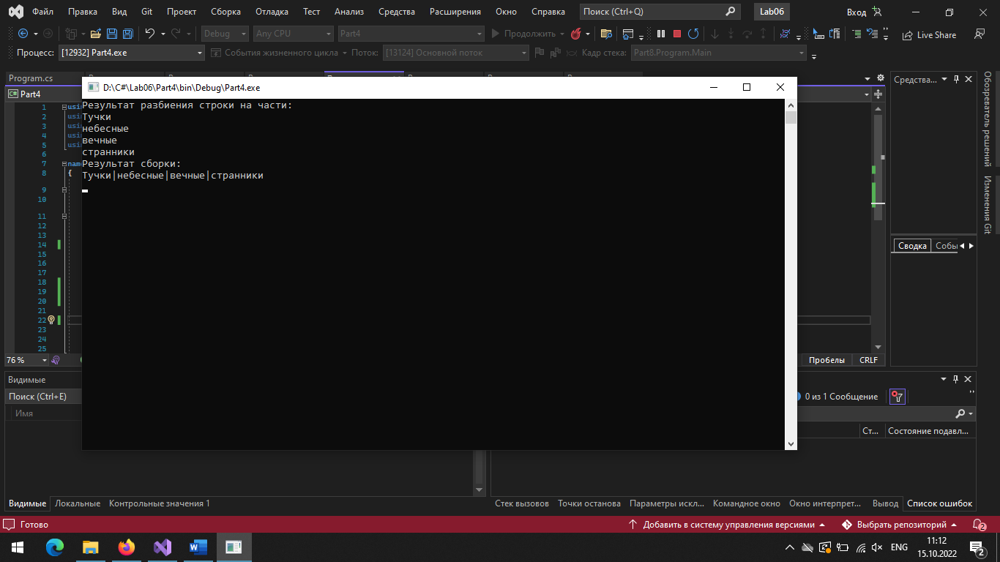 Файл Правка Вид Git Проект Сборка Отладка Тест Анализ Средства Расширения Окно Справка Поиск (Ctrl+Q) Lab06 Вход
Debug Any CPU Part4 Продолжить Live Share
Процесс: [12932] Part4.exe События жизненного цикла Поток: [13124] Основной поток Кадр стека: Part8.Program.Main
Program.cs
D:\C#\Lab06\Part4\bin\Debug\Part4.exe
Средства...
Part4
Результат разбиения строки на части:
Тучки
небесные
вечные
странники
Результат сборки:
Тучки|небесные|вечные|странники
1 usin
2 usin
3 usin
4 usin
5 usin
6
7 nam
8 {
9
10
11
12
13
14
15
16
17
18
19
20
21
22
23
24
25
Обозреватель решений
Изменения Git
Сводка Собы
76 % Пробелы CRLF
Видимые
Поиск (Ctrl+E) 0 из 1 Сообщение
Имя Ст... Состояние подавл...
Видимые Локальные Контрольные значения 1 Стек вызовов Точки останова Параметры искл... Командное окно Окно интерпрет... Вывод Список ошибок
Готово Добавить в систему управления версиями Выбрать репозиторий 2
ENG 11:12
15.10.2022 2